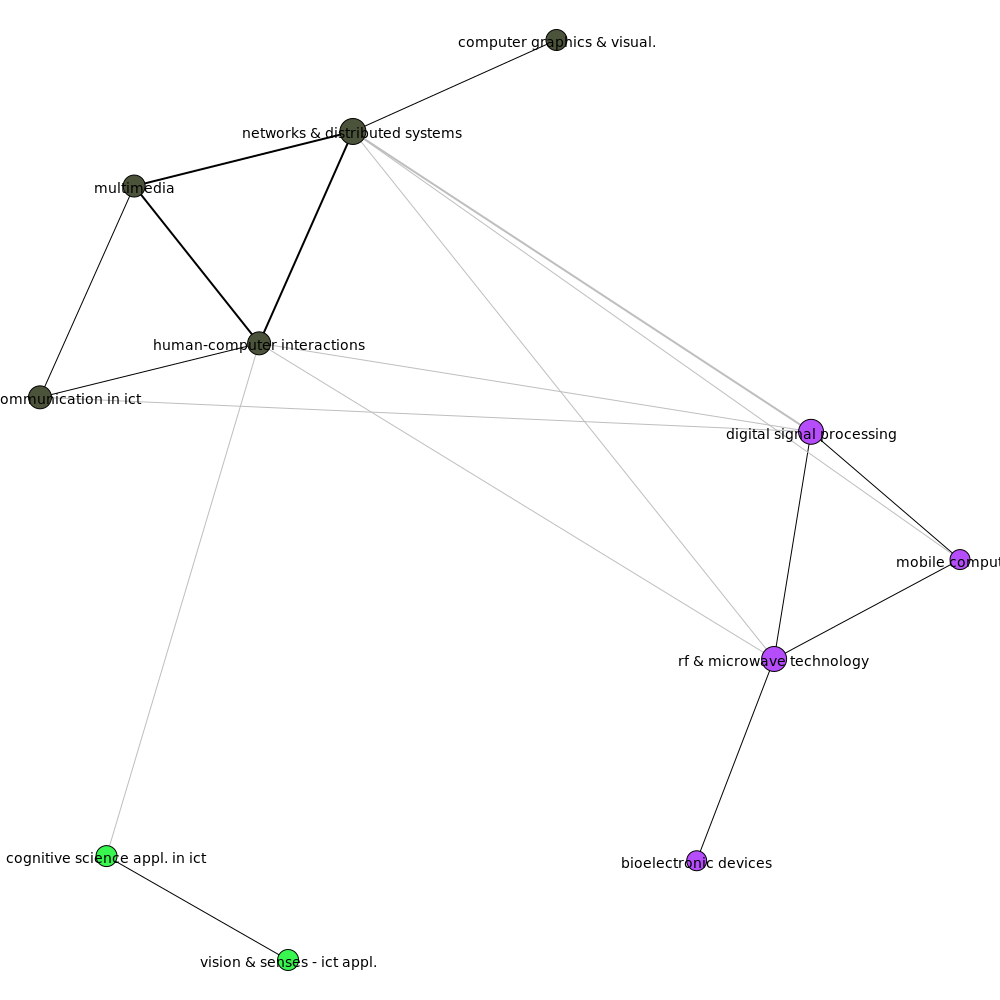 computer graphics & visual.
networks & distributed systems
multimedia
human-computer interactions
ommunication in ict
digital signal processing
mobile comput
rf & microwave technology
cognitive science appl. in ict
bioelectronic devices
vision & senses - ict appl.